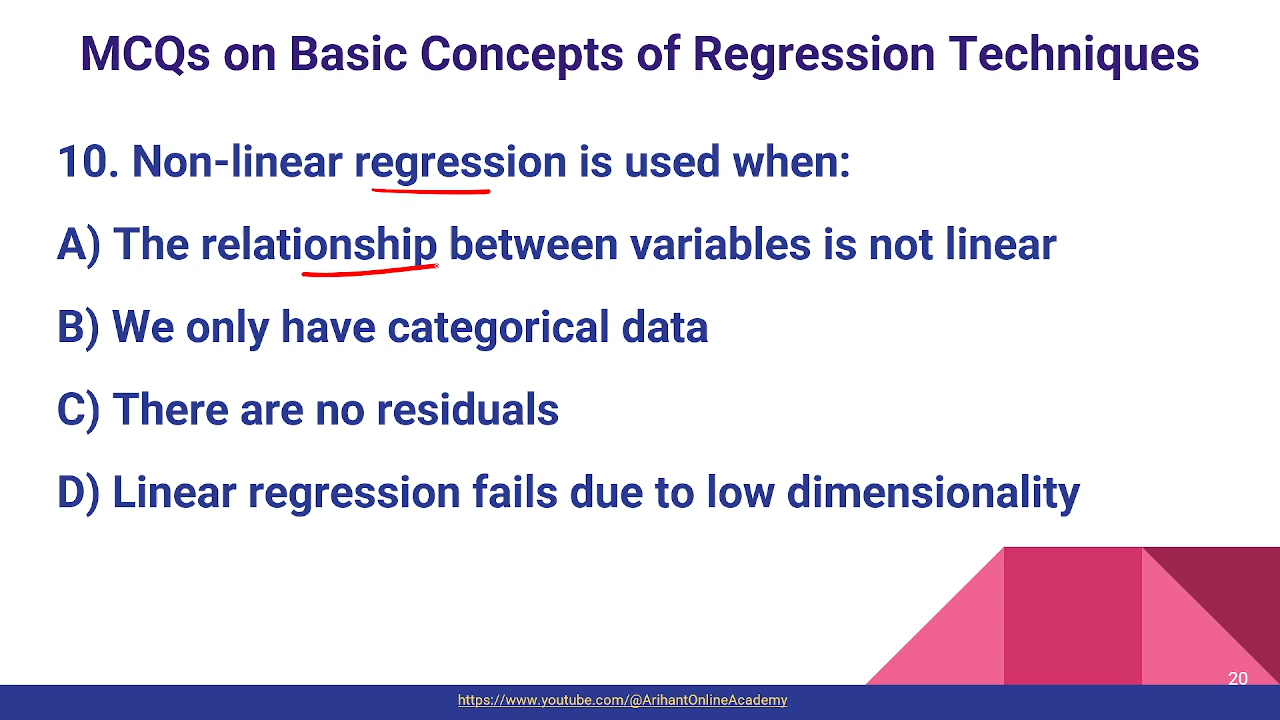 MCQs on Basic Concepts of Regression Techniques
10. Non-linear regression is used when:
A) The relationship between variables is not linear
B) We only have categorical data
C) There are no residuals
D) Linear regression fails due to low dimensionality
20
https://www.youtube.com/@ArihantOnlineAcademy